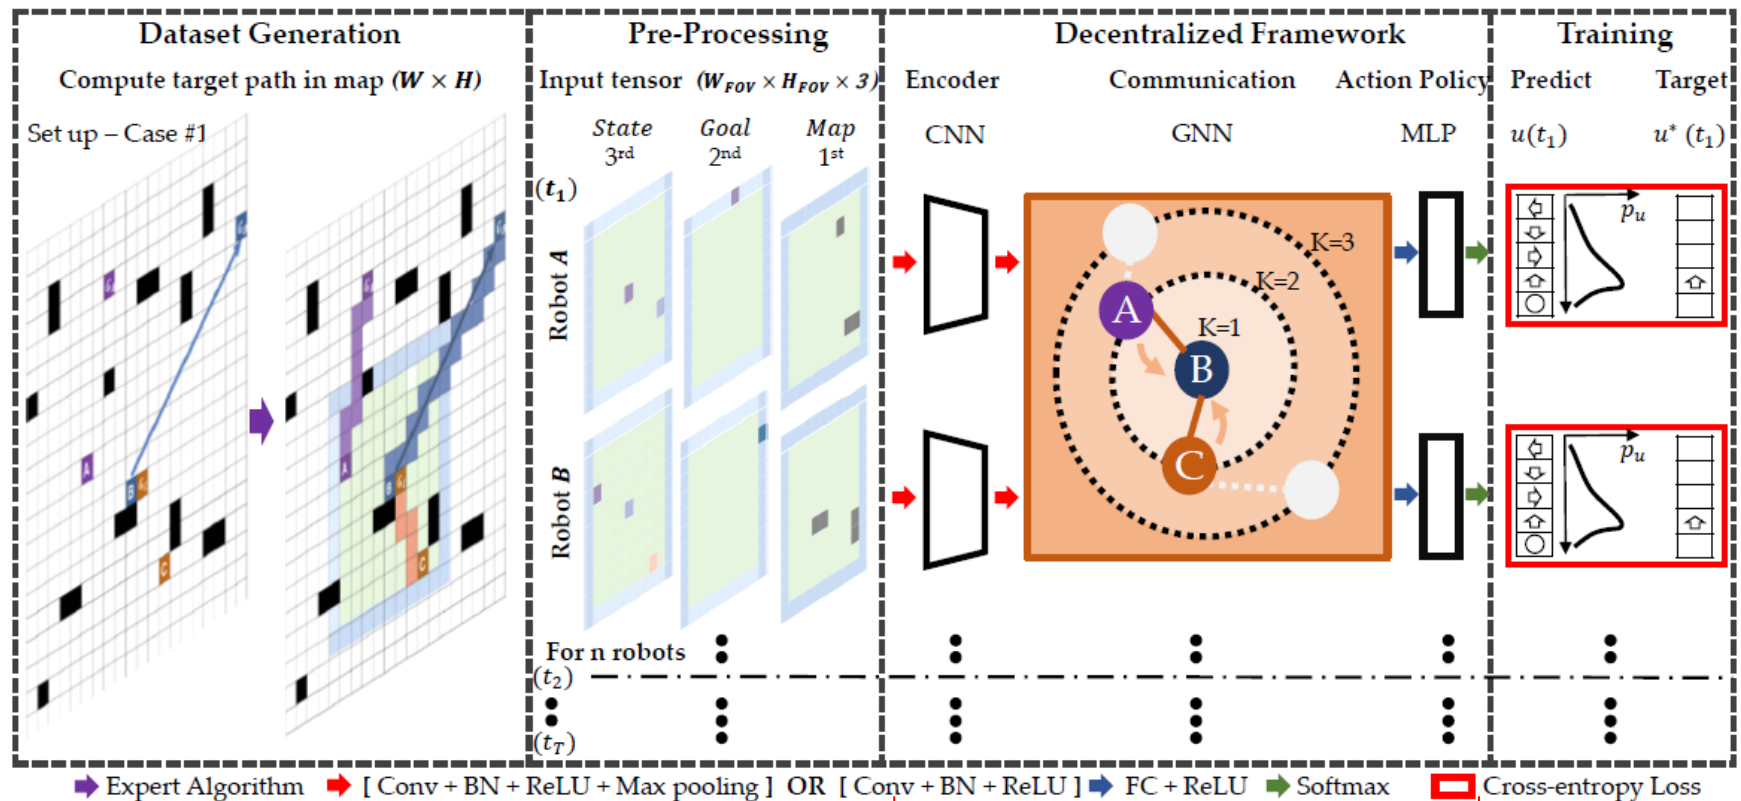 Dataset Generation
Compute target path in map (W × H)
Set up – Case #1
G
G
A
B
G
C
G
G
A
B
G
C
Pre-Processing
Input tensor (W_FOV × H_FOV × 3)
State Goal Map
3rd 2nd 1st
(t₁)
Robot A
Robot B
For n robots
(t₂)
(t_T)
Decentralized Framework
Encoder Communication Action Policy
CNN GNN MLP
K=3
K=2
K=1
A
B
C
Training
Predict Target
u(t₁) u* (t₁)
p_u
p_u
Expert Algorithm [ Conv + BN + ReLU + Max pooling ] OR [ Conv + BN + ReLU ] FC + ReLU Softmax Cross-entropy Loss